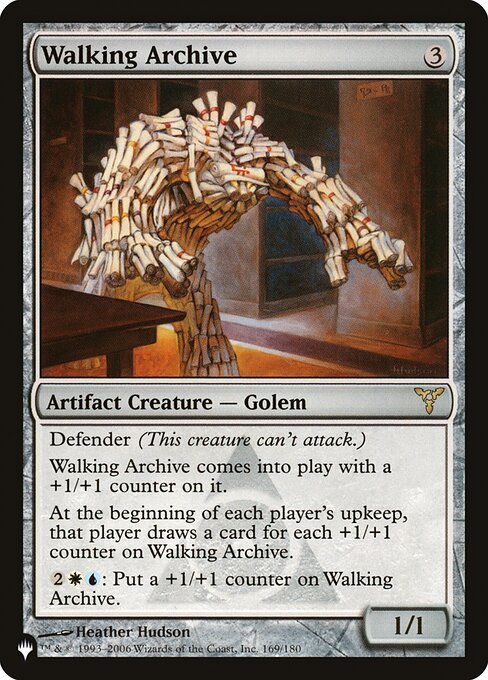 Walking Archive 3
Artifact Creature — Golem
Defender (This creature can't attack.)
Walking Archive comes into play with a
+1/+1 counter on it.
At the beginning of each player's upkeep,
that player draws a card for each +1/+1
counter on Walking Archive.
2: Put a +1/+1 counter on Walking
Archive.
1/1
Heather Hudson
™ & © 1993–2006 Wizards of the Coast, Inc. 169/180